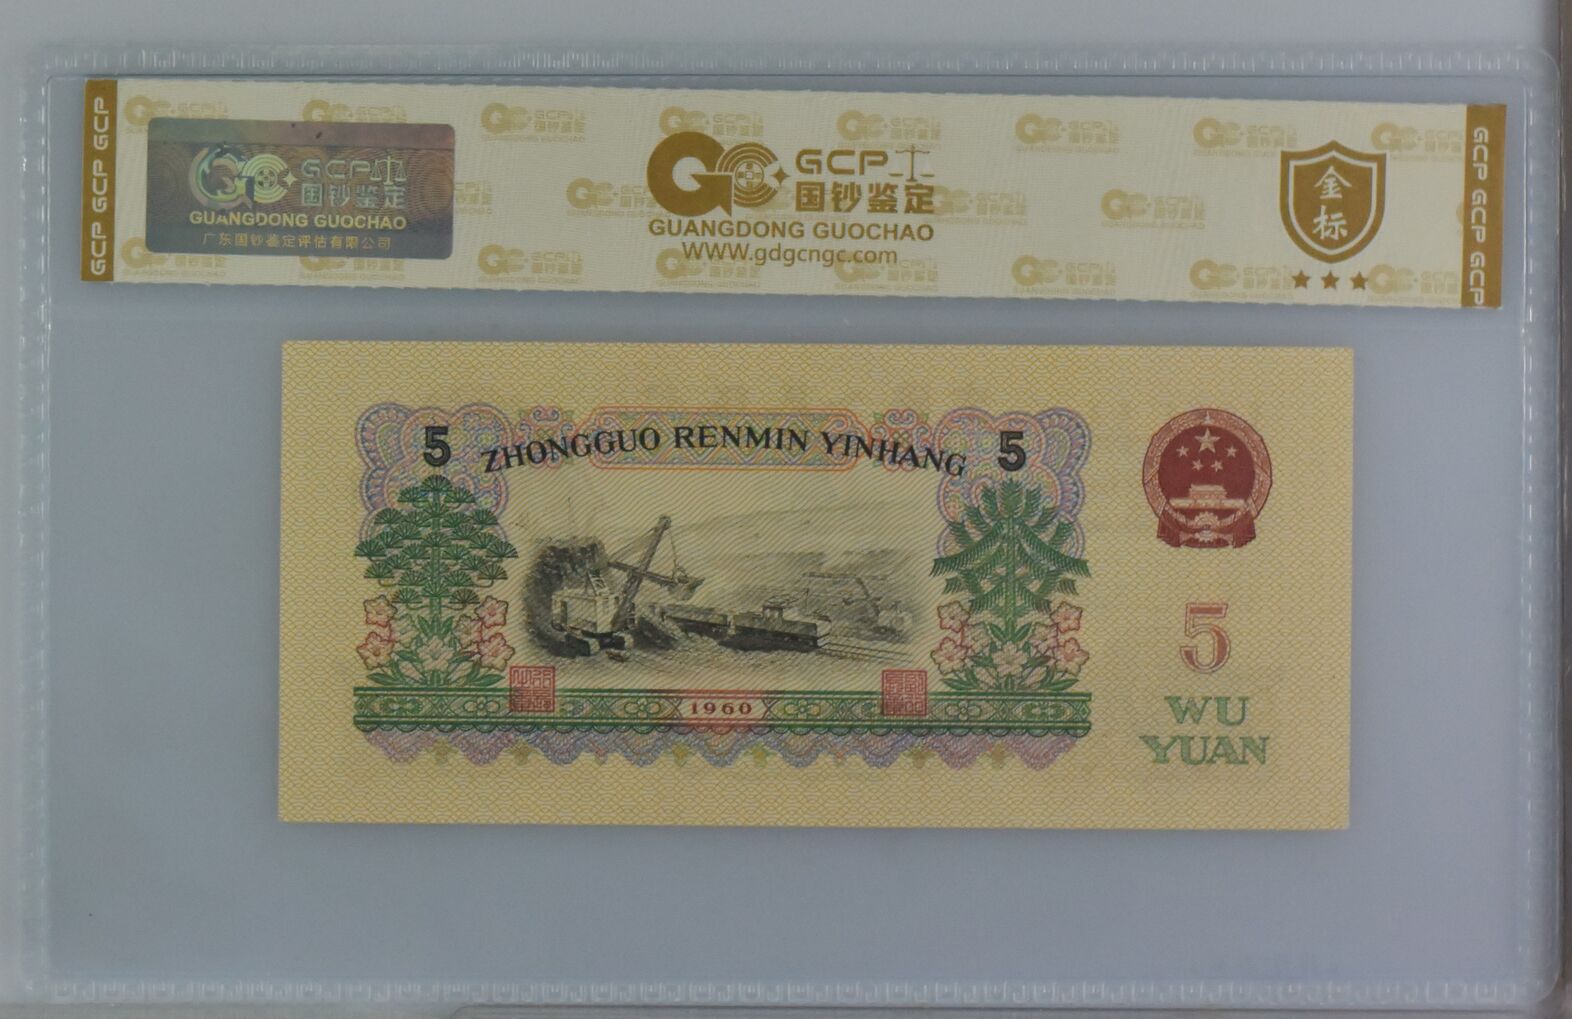 GCP GCP GCP
GCP
国钞鉴定
GUANGDONG GUOCHAO
广东国钞鉴定评估有限公司
GCP
国钞鉴定
GUANGDONG GUOCHAO
WWW.gdgcngc.com
金标
GCP GCP GCP
5 ZHONGGUO RENMIN YINHANG 5
1960
5
WU
YUAN